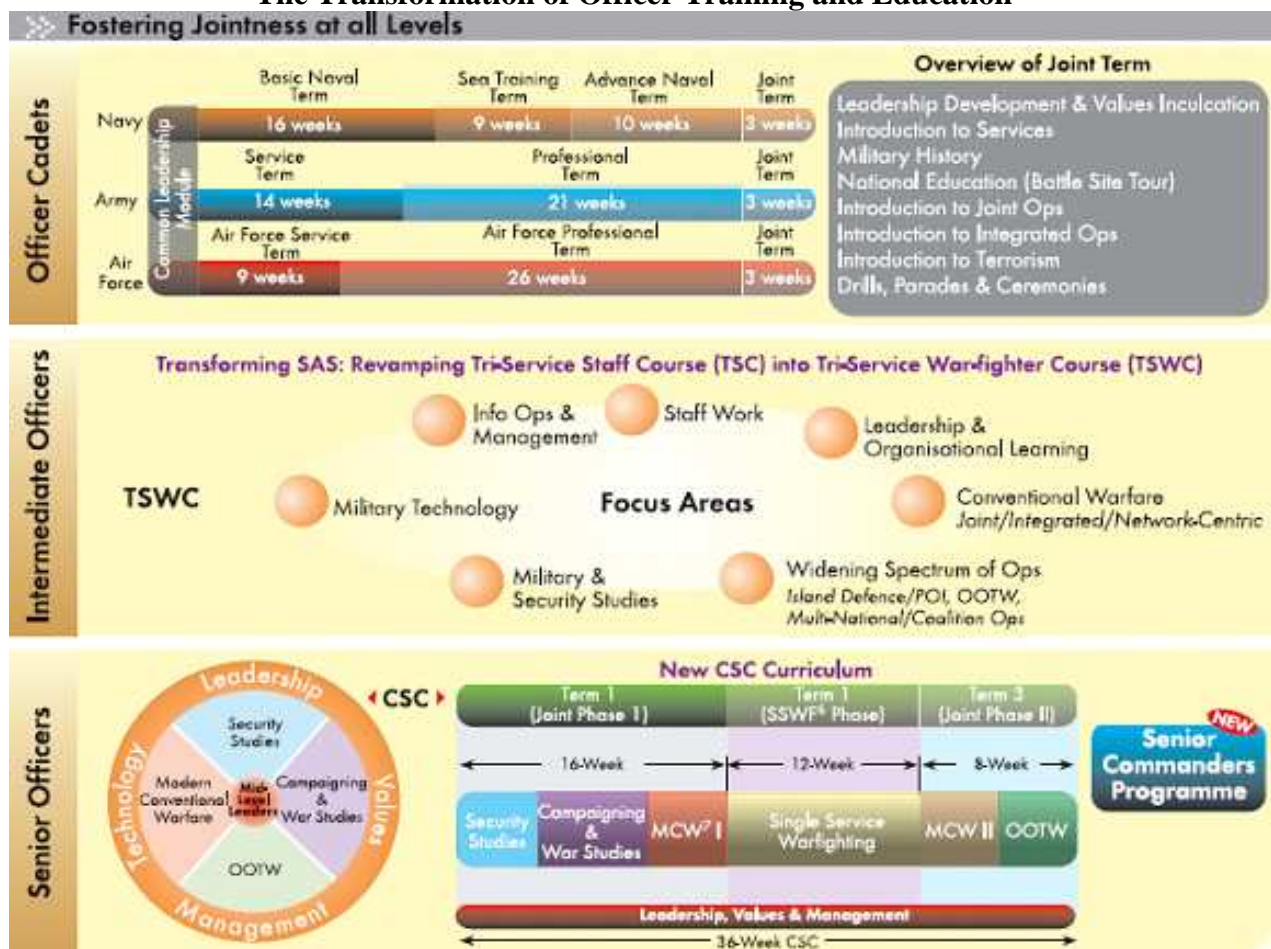 The Transformation of Officer Training and Education
Fostering Jointness at all Levels
Officer Cadets
Navy
Army
Air
Force
Common Leadership
Module
Basic Naval
Term
Sea Training
Term
Advance Naval
Term
Joint
Term
16 weeks
9 weeks
10 weeks
3 weeks
Service
Term
Professional
Term
Joint
Term
14 weeks
21 weeks
3 weeks
Air Force Service
Term
Air Force Professional
Term
Joint
Term
9 weeks
26 weeks
3 weeks
Overview of Joint Term
Leadership Development & Values Inculcation
Introduction to Services
Military History
National Education (Battle Site Tour)
Introduction to Joint Ops
Introduction to Integrated Ops
Introduction to Terrorism
Drills, Parades & Ceremonies
Intermediate Officers
Transforming SAS: Revamping Tri-Service Staff Course (TSC) into Tri-Service War-fighter Course (TSWC)
TSWC
Focus Areas
Info Ops &
Management
Staff Work
Leadership &
Organisational Learning
Military Technology
Conventional Warfare
Joint/Integrated/Network-Centric
Military &
Security Studies
Widening Spectrum of Ops
Island Defence/POI, OOTW,
Multi-National/Coalition Ops
Senior Officers
Leadership
Values
Management
Technology
Security
Studies
Modern
Conventional
Warfare
Mid-
Level
Leaders
Campaigning
&
War Studies
OOTW
CSC
New CSC Curriculum
Term 1
(Joint Phase 1)
Term 1
(SSWF6 Phase)
Term 3
(Joint Phase II)
16-Week
12-Week
8-Week
Security
Studies
Campaigning
&
War Studies
MCW7 I
Single Service
Warfighting
MCW II
OOTW
Leadership, Values & Management
36-Week CSC
NEW
Senior
Commanders
Programme